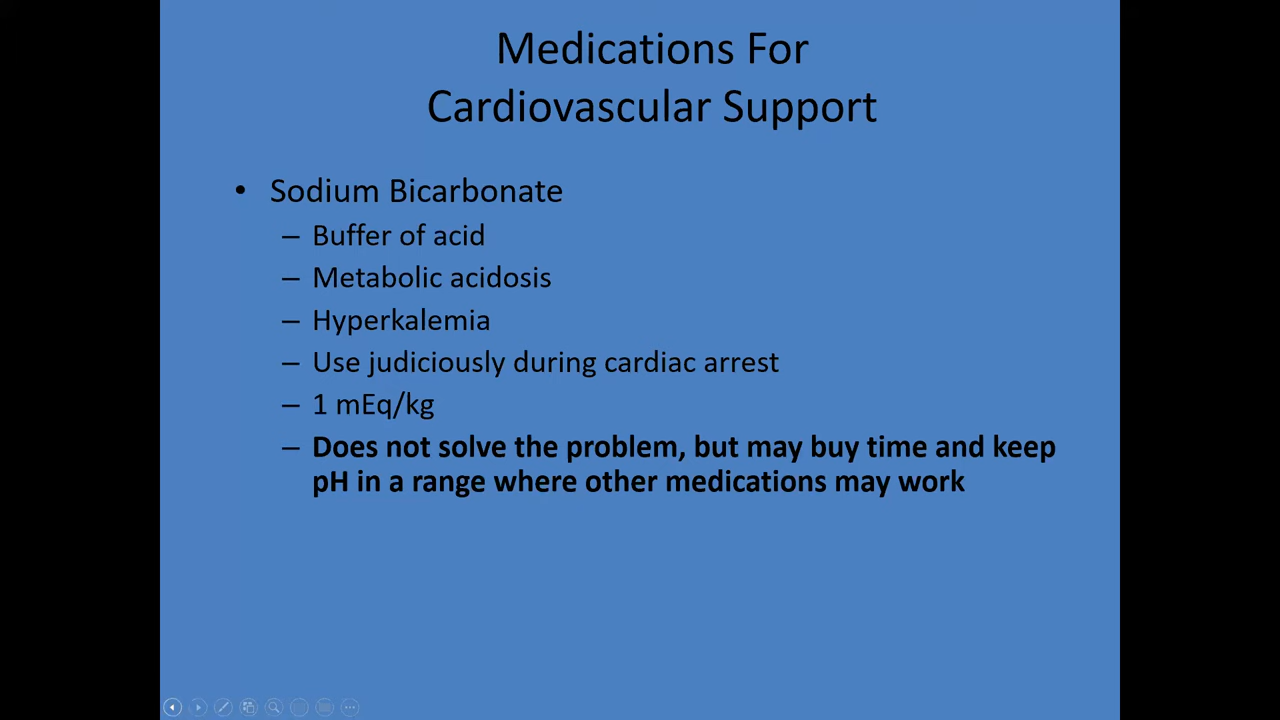 Medications For
Cardiovascular Support
• Sodium Bicarbonate
– Buffer of acid
– Metabolic acidosis
– Hyperkalemia
– Use judiciously during cardiac arrest
– 1 mEq/kg
– Does not solve the problem, but may buy time and keep
pH in a range where other medications may work